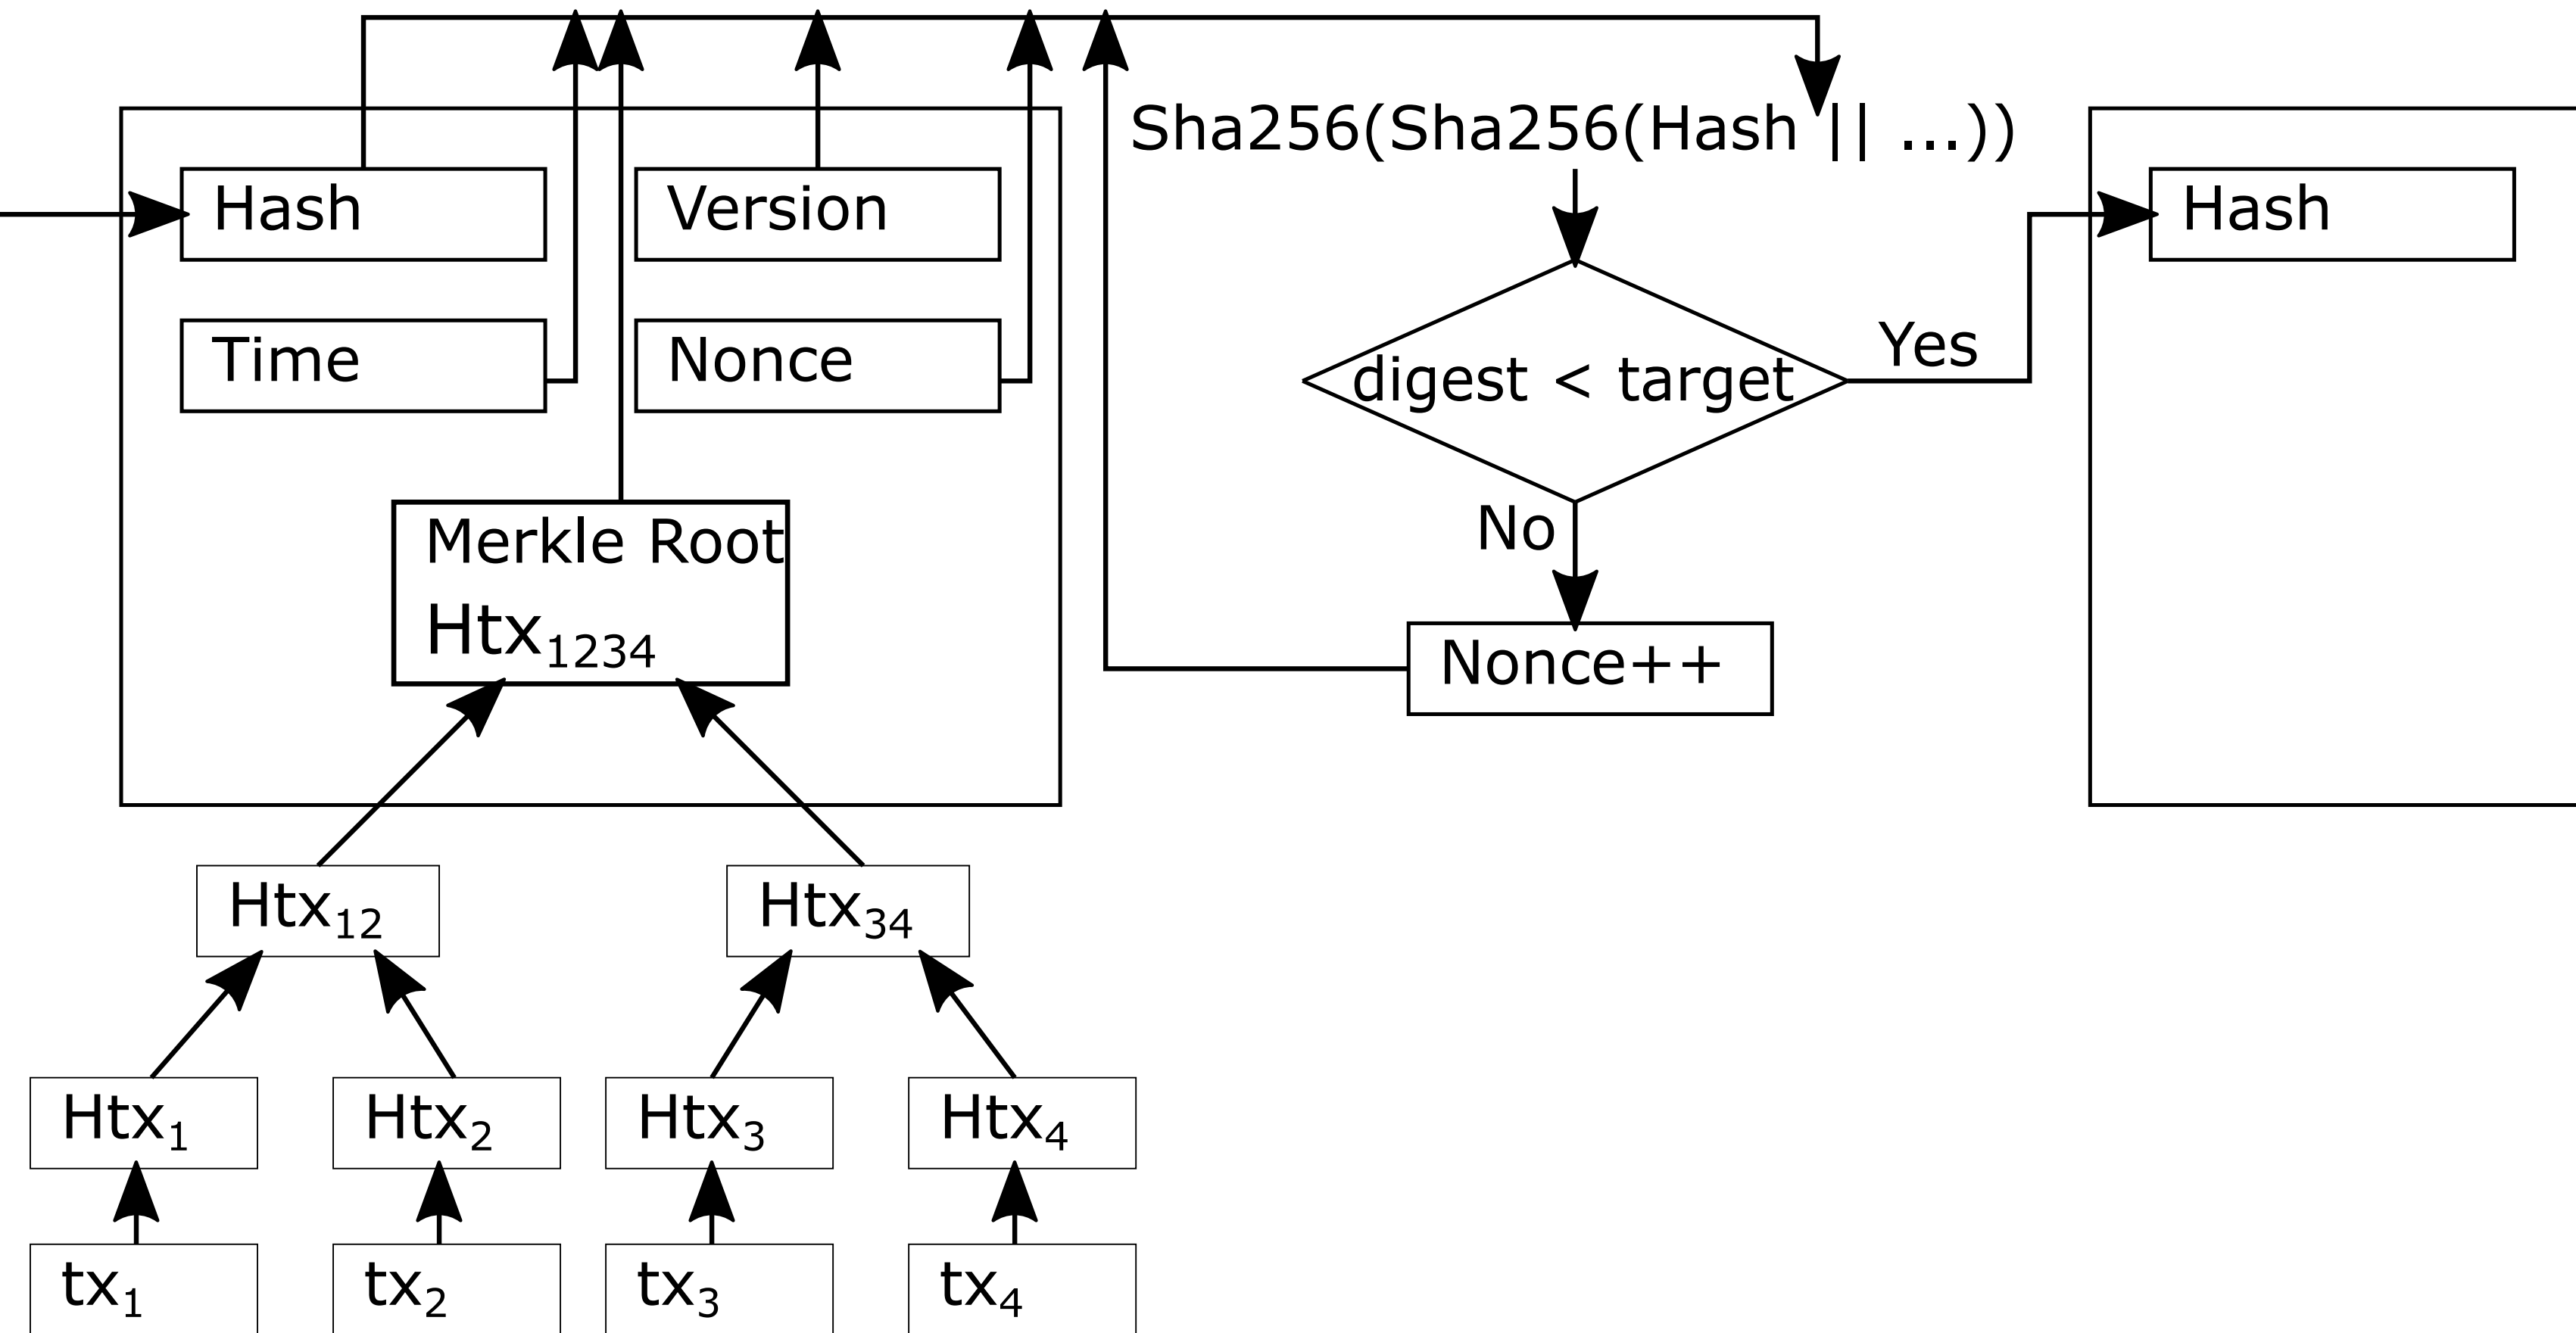 Sha256(Sha256(Hash || ...))
Hash
Version
Hash
Time
Nonce
digest < target
Yes
No
Merkle Root
Htx₁₂₃₄
Nonce++
Htx₁₂
Htx₃₄
Htx₁
Htx₂
Htx₃
Htx₄
tx₁
tx₂
tx₃
tx₄